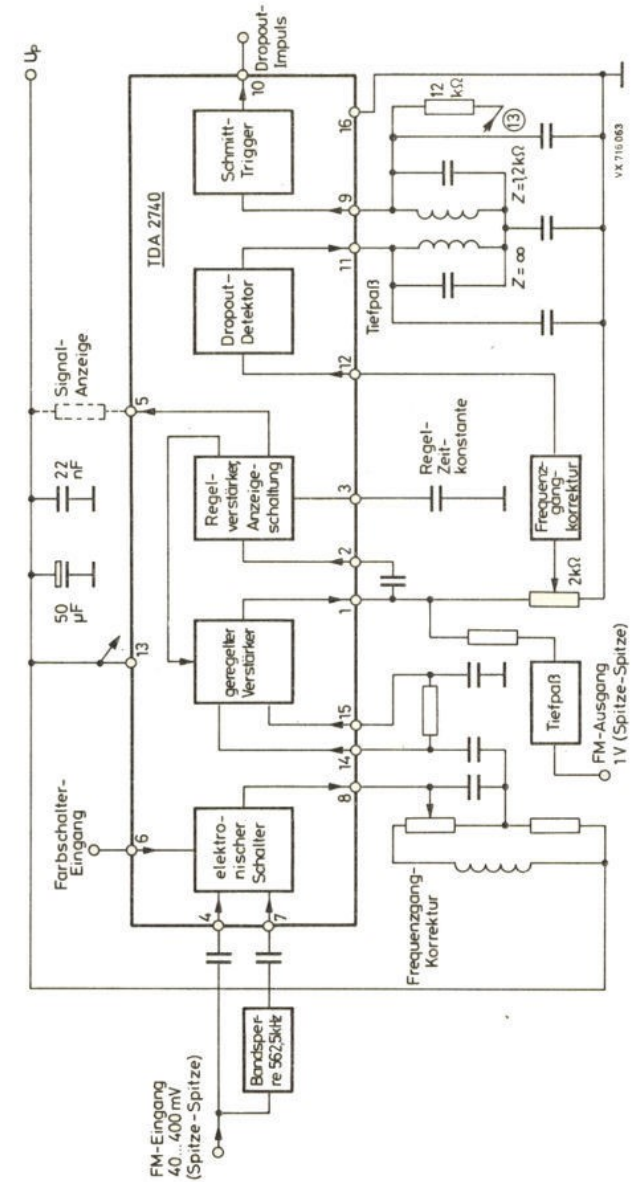 FM-Eingang
40...400 mV
(Spitze-Spitze)
Bandsper-
re 562,5kHz
Farbschalter-
Eingang
4
7
6
elektro-
nischer
Schalter
8
Frequenzgang-
Korrektur
14
15
geregelter
Verstärker
13
50
µF
22
nF
1
2
Tiefpaß
FM-Ausgang
1V (Spitze-Spitze)
2kΩ
Frequenz-
gang-
korrektur
Regel-
verstärker,
Anzeige-
schaltung
3
Regel-
Zeit-
konstante
5
Signal-
Anzeige
12
Dropout-
Detektor
11
Tiefpaß
Z = ∞
Z = 1,2kΩ
TDA 2740
Schmitt-
Trigger
9
10
Dropout-
Impuls
Up
16
12
kΩ
13
VX 716 063